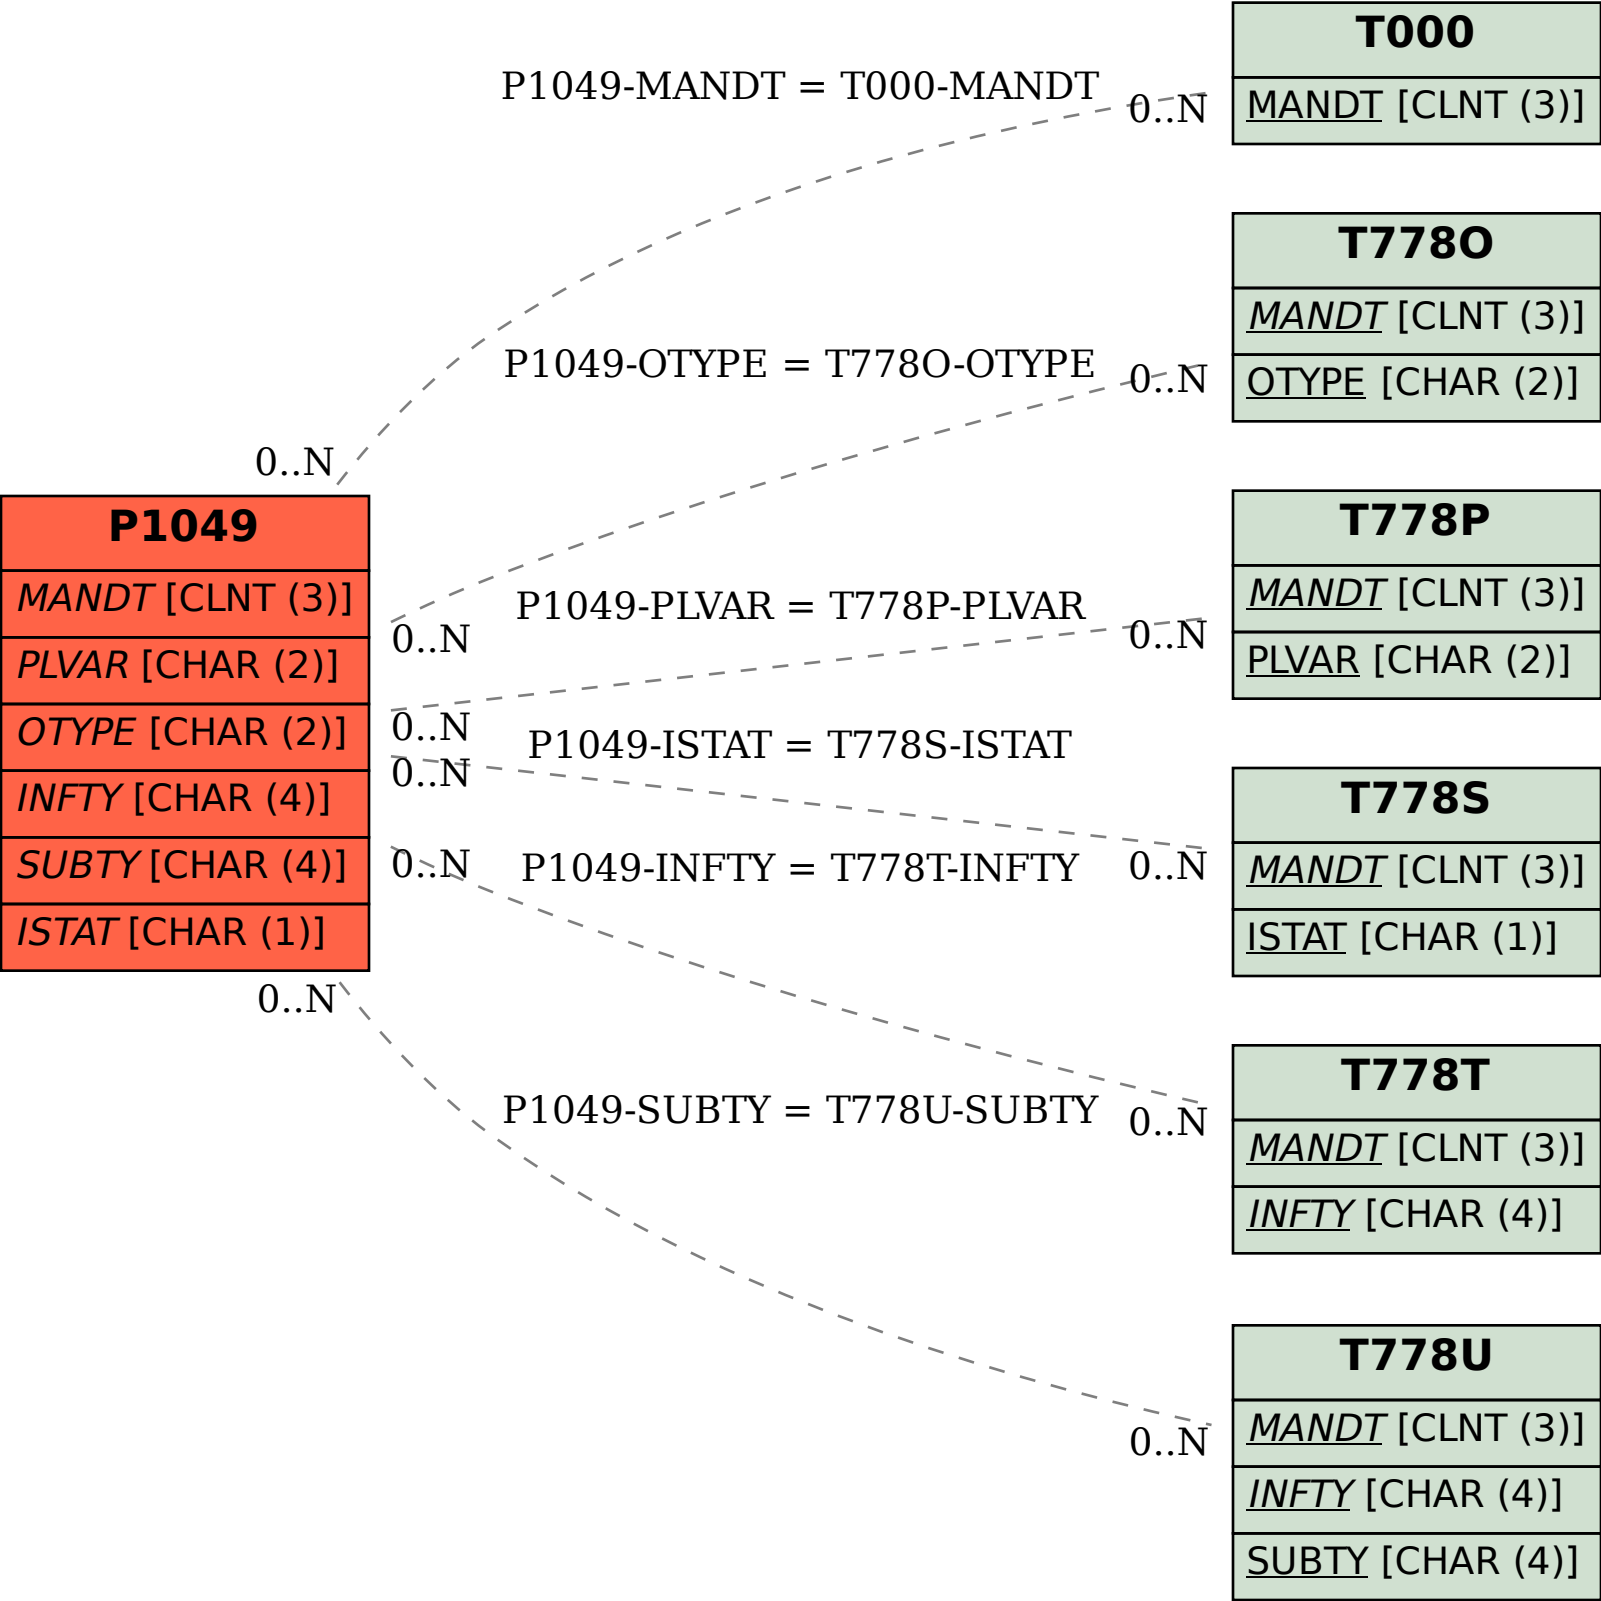 T000
MANDT [CLNT (3)]
P1049-MANDT = T000-MANDT
0..N
0..N
T778O
MANDT [CLNT (3)]
OTYPE [CHAR (2)]
P1049-OTYPE = T778O-OTYPE
0..N
0..N
P1049
MANDT [CLNT (3)]
PLVAR [CHAR (2)]
OTYPE [CHAR (2)]
INFTY [CHAR (4)]
SUBTY [CHAR (4)]
ISTAT [CHAR (1)]
T778P
MANDT [CLNT (3)]
PLVAR [CHAR (2)]
P1049-PLVAR = T778P-PLVAR
0..N
0..N
P1049-ISTAT = T778S-ISTAT
0..N
0..N
T778S
MANDT [CLNT (3)]
ISTAT [CHAR (1)]
P1049-INFTY = T778T-INFTY
0..N
0..N
T778T
MANDT [CLNT (3)]
INFTY [CHAR (4)]
P1049-SUBTY = T778U-SUBTY
0..N
0..N
T778U
MANDT [CLNT (3)]
INFTY [CHAR (4)]
SUBTY [CHAR (4)]